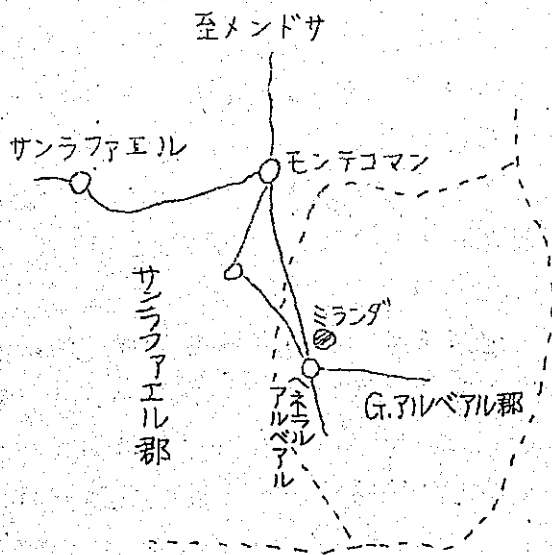 至メンドサ
サンラファエル
モンテコマン
サンラファエル郡
ミランダ
ヘネラル
アルベアル
G.アルベアル郡